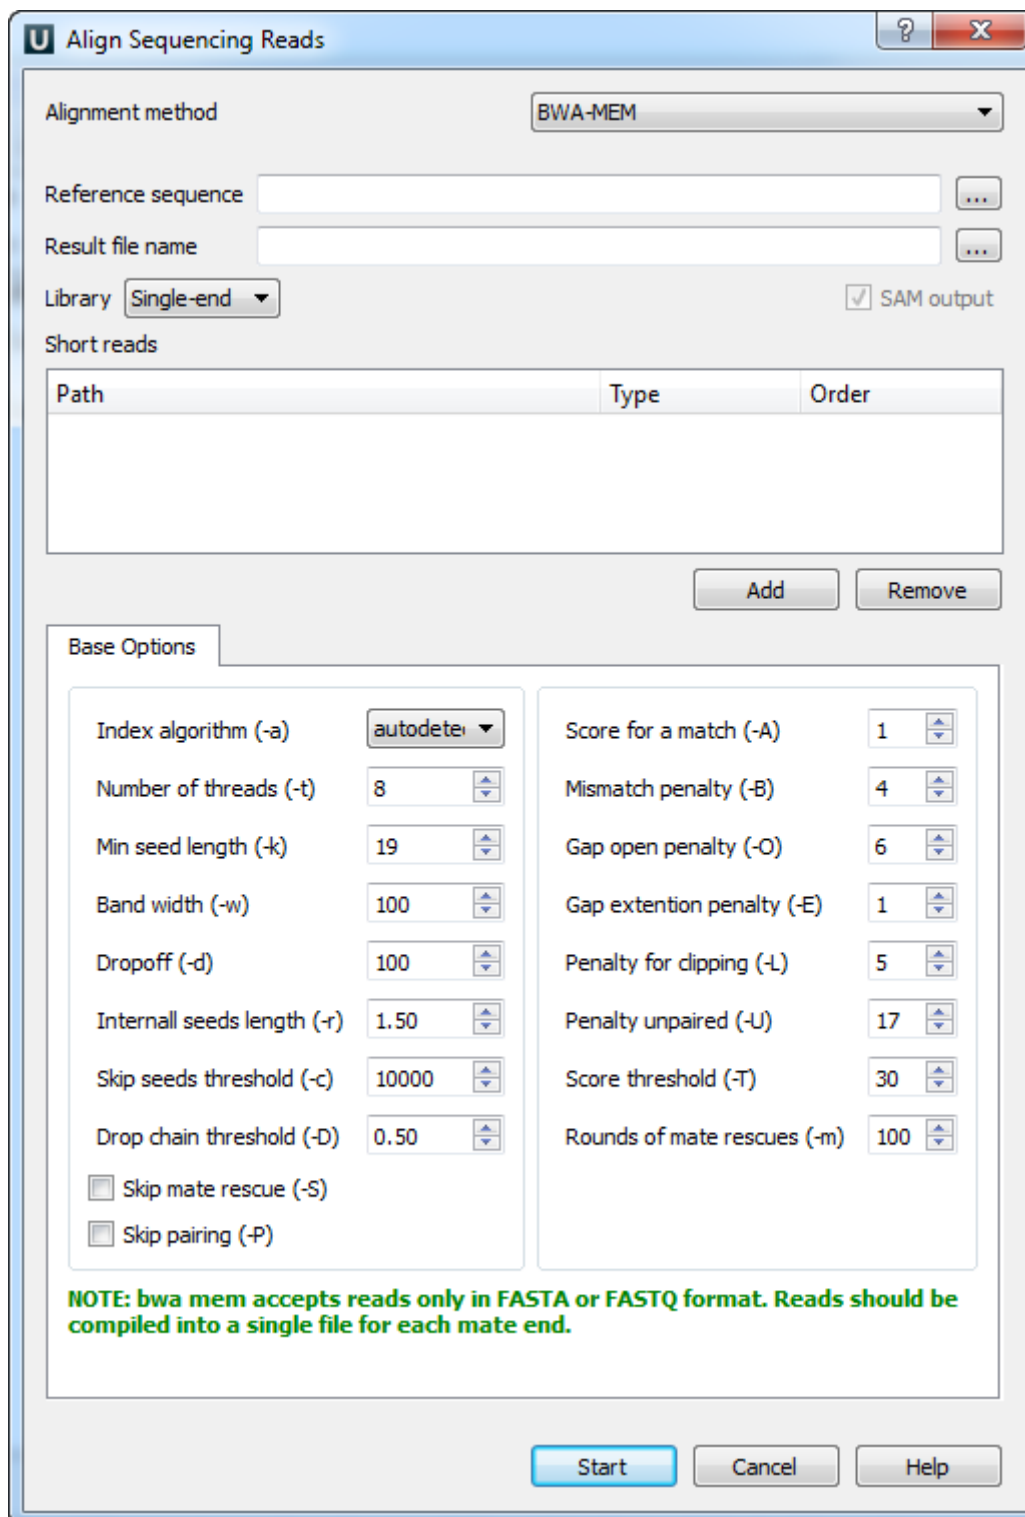 U Align Sequencing Reads ? x
Alignment method BWA-MEM
Reference sequence ...
Result file name ...
Library Single-end SAM output
Short reads
Path Type Order
Add Remove
Base Options
Index algorithm (-a) autodete
Number of threads (-t) 8
Min seed length (-k) 19
Band width (-w) 100
Dropoff (-d) 100
Internall seeds length (-r) 1.50
Skip seeds threshold (-c) 10000
Drop chain threshold (-D) 0.50
Skip mate rescue (-S)
Skip pairing (-P)
Score for a match (-A) 1
Mismatch penalty (-B) 4
Gap open penalty (-O) 6
Gap extention penalty (-E) 1
Penalty for clipping (-L) 5
Penalty unpaired (-U) 17
Score threshold (-T) 30
Rounds of mate rescues (-m) 100
NOTE: bwa mem accepts reads only in FASTA or FASTQ format. Reads should be
compiled into a single file for each mate end.
Start Cancel Help